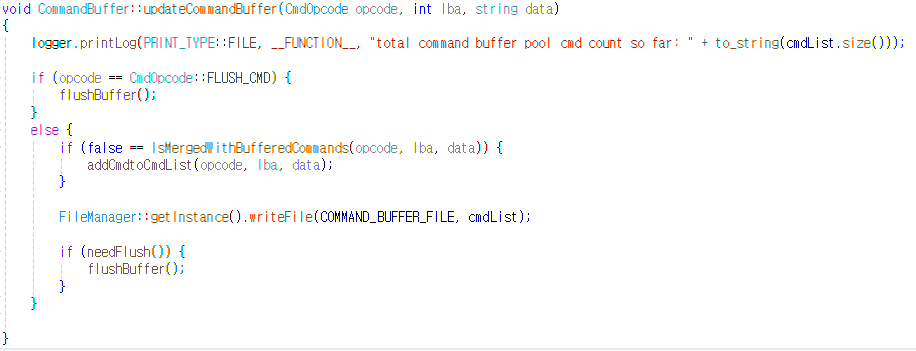 void CommandBuffer::updateCommandBuffer(CmdOpcode opcode, int lba, string data)
{
    logger.printLog(PRINT_TYPE::FILE, __FUNCTION__, "total command buffer pool cmd count so far: " + to_string(cmdList.size()));
    if (opcode == CmdOpcode::FLUSH_CMD) {
        flushBuffer();
    }
    else {
        if (false == IsMergedWithBufferedCommands(opcode, lba, data)) {
            addCmdtoCmdList(opcode, lba, data);
        }
        FileManager::getInstance().writeFile(COMMAND_BUFFER_FILE, cmdList);
        if (needFlush()) {
            flushBuffer();
        }
    }
}